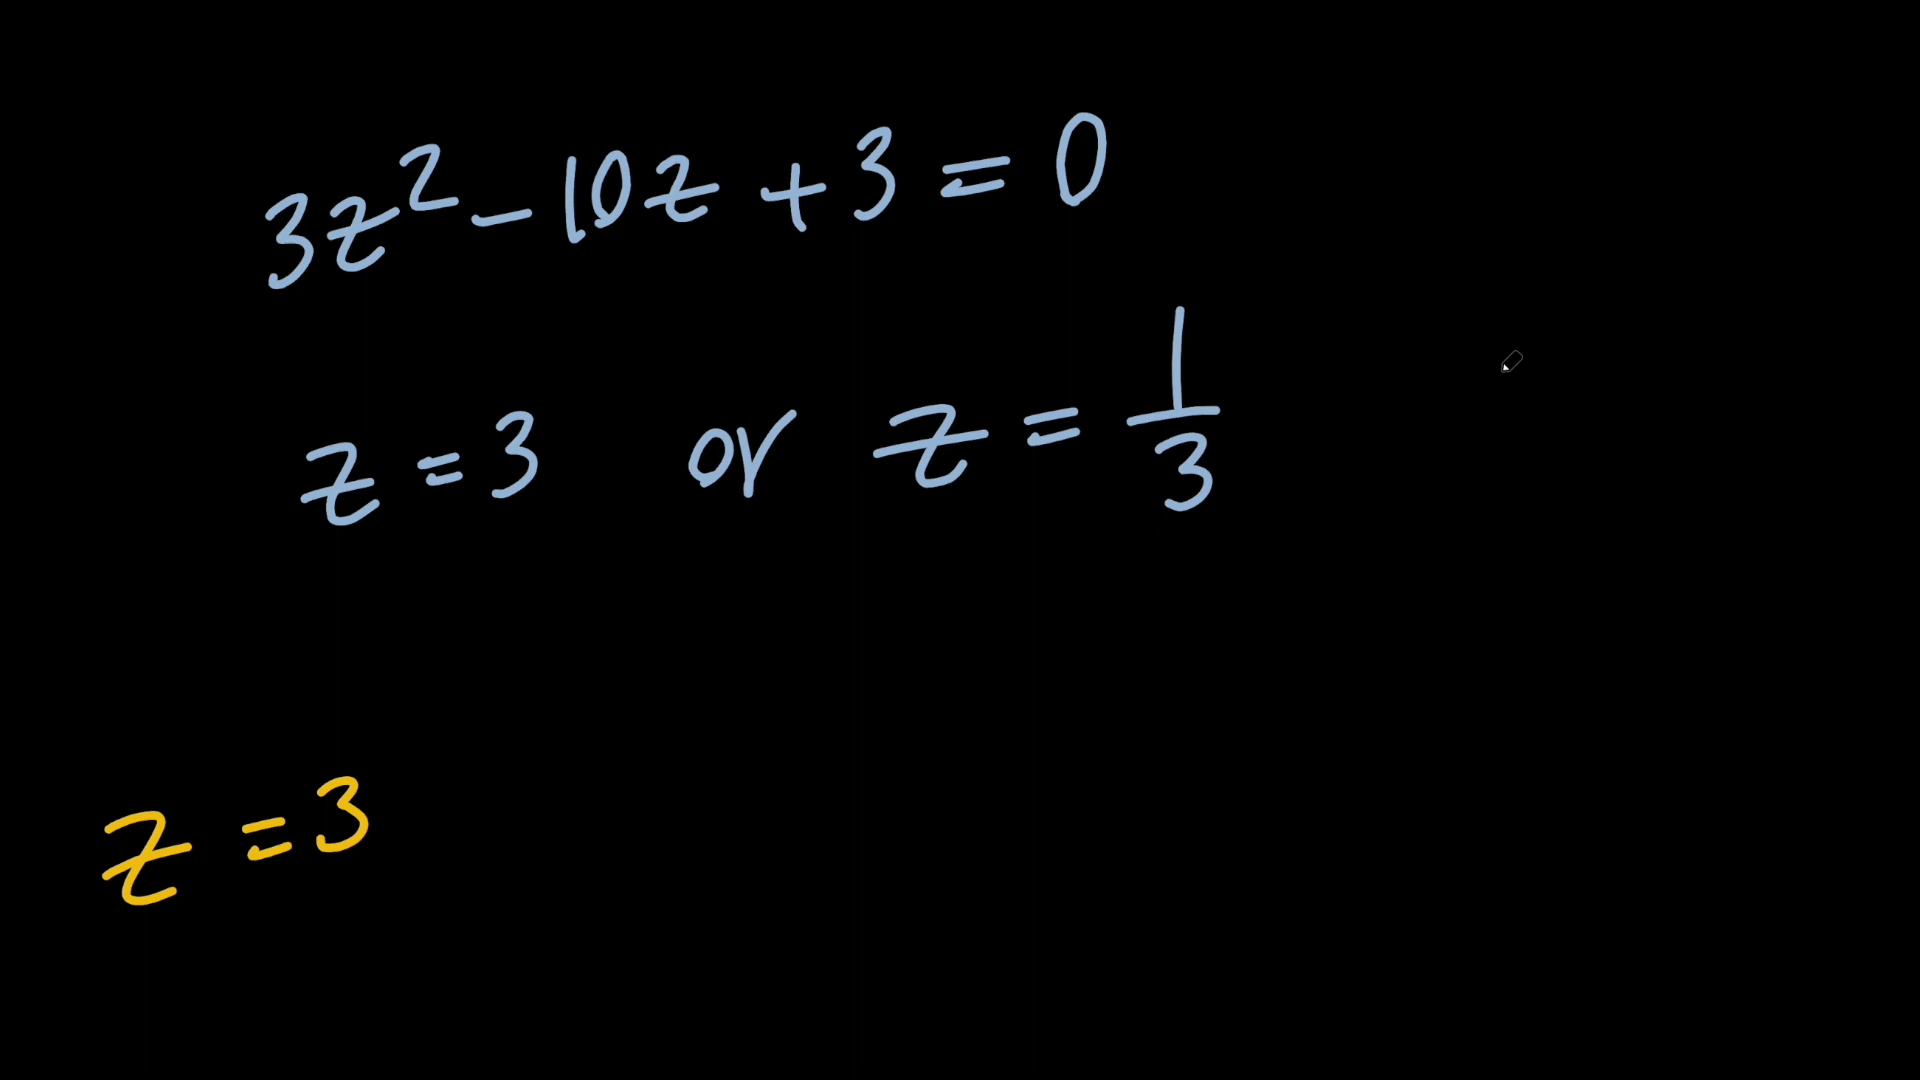 3z² - 10z + 3 = 0
z = 3 or z = 1/3
z = 3